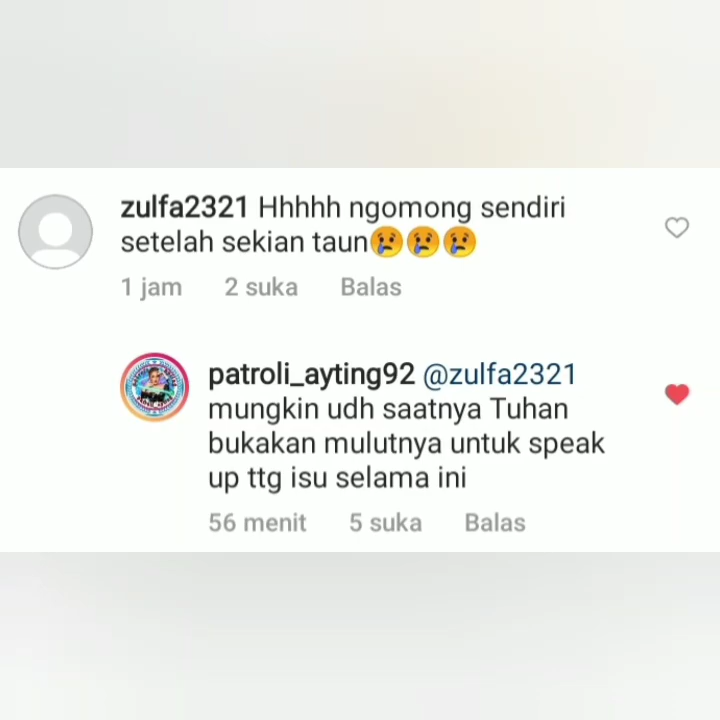 zulfa2321 Hhhhh ngomong sendiri
setelah sekian taun😢😢😢
1 jam 2 suka Balas
patroli_ayting92 @zulfa2321
mungkin udh saatnya Tuhan
bukakan mulutnya untuk speak
up ttg isu selama ini
56 menit 5 suka Balas